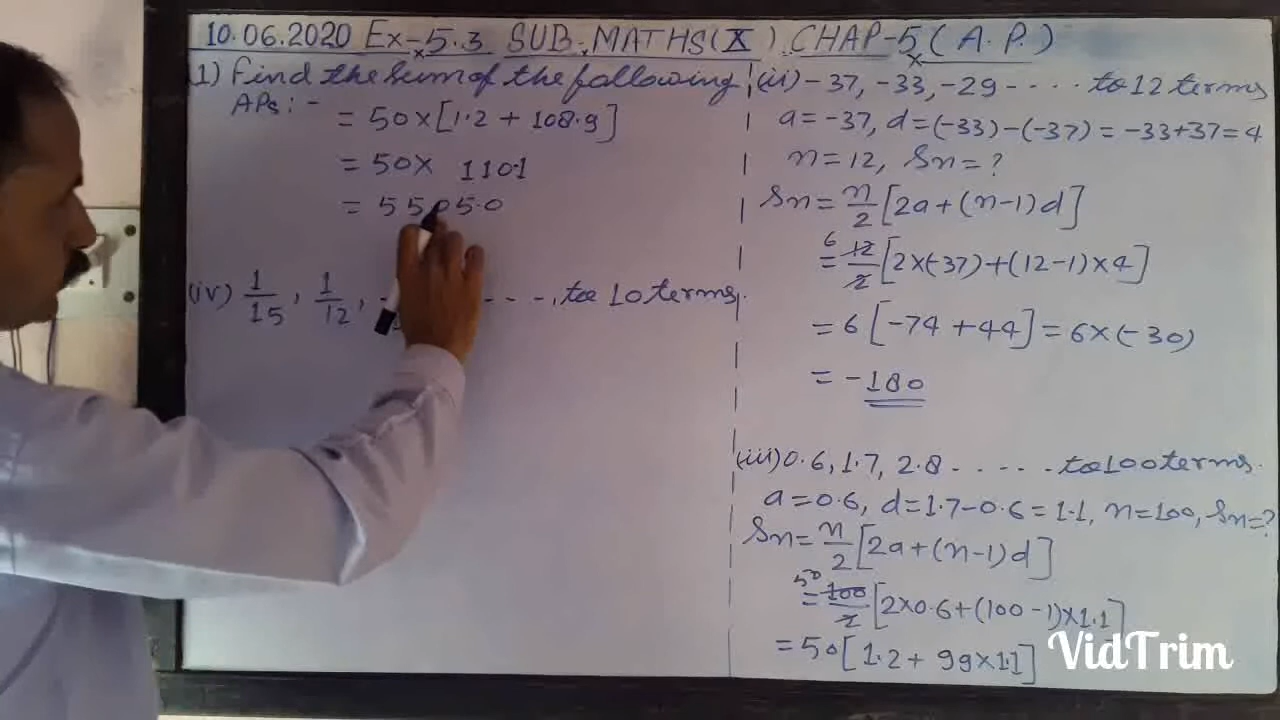 10.06.2020 Ex-5.3 SUB-MATHS(X) CHAP-5(A.P.)
1) Find the sum of the following
APs:-
= 50×[1.2 + 108.9]
= 50× 110.1
= 5505.0
(iv) 1/15, 1/12, - - - -, to 10 terms.
(ii) -37, -33, -29 - - - - - to 12 terms
a = -37, d = (-33) - (-37) = -33+37 = 4
n = 12, Sn = ?
Sn = n/2 [2a + (n-1)d]
6
= 12/2 [2×(-37) + (12-1)×4]
= 6 [-74 + 44] = 6×(-30)
= -180
(iii) 0.6, 1.7, 2.8 - - - - - to 100 terms.
a = 0.6, d = 1.7-0.6 = 1.1, n = 100, Sn = ?
Sn = n/2 [2a + (n-1)d]
50
= 100/2 [2×0.6 + (100-1)×1.1]
= 50 [1.2 + 99×1.1]
VidTrim